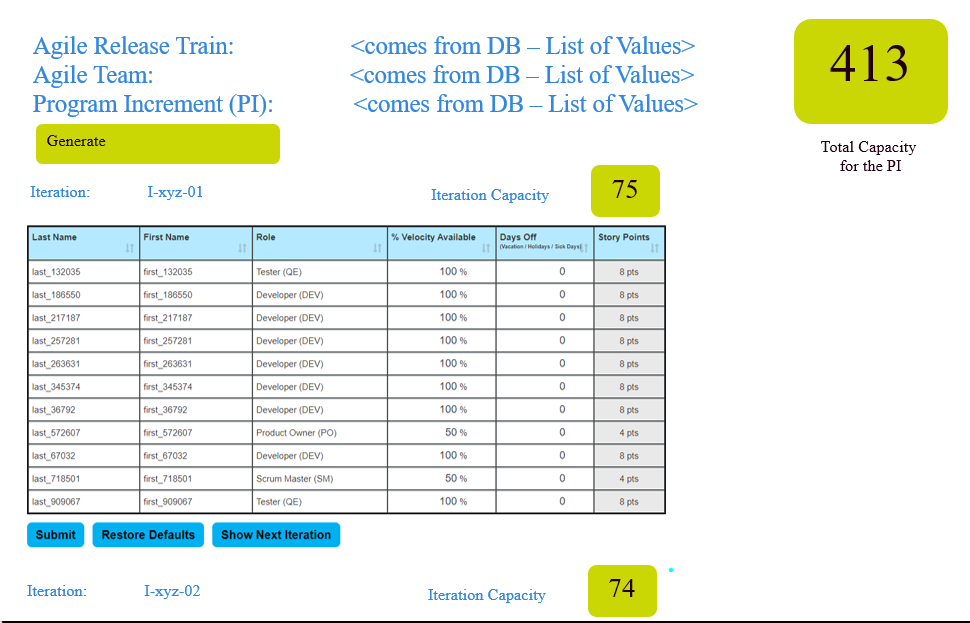 Agile Release Train: <comes from DB – List of Values>
Agile Team: <comes from DB – List of Values>
Program Increment (PI): <comes from DB – List of Values>
413
Total Capacity
for the PI
Generate
Iteration: I-xyz-01 Iteration Capacity 75
Last Name First Name Role % Velocity Available Days Off Story Points
(Vacation / Holidays / Sick Days)
last_132035 first_132035 Tester (QE) 100 % 0 8 pts
last_186550 first_186550 Developer (DEV) 100 % 0 8 pts
last_217187 first_217187 Developer (DEV) 100 % 0 8 pts
last_257281 first_257281 Developer (DEV) 100 % 0 8 pts
last_263631 first_263631 Developer (DEV) 100 % 0 8 pts
last_345374 first_345374 Developer (DEV) 100 % 0 8 pts
last_36792 first_36792 Developer (DEV) 100 % 0 8 pts
last_572607 first_572607 Product Owner (PO) 50 % 0 4 pts
last_67032 first_67032 Developer (DEV) 100 % 0 8 pts
last_718501 first_718501 Scrum Master (SM) 50 % 0 4 pts
last_909067 first_909067 Tester (QE) 100 % 0 8 pts
Submit Restore Defaults Show Next Iteration
Iteration: I-xyz-02 Iteration Capacity 74